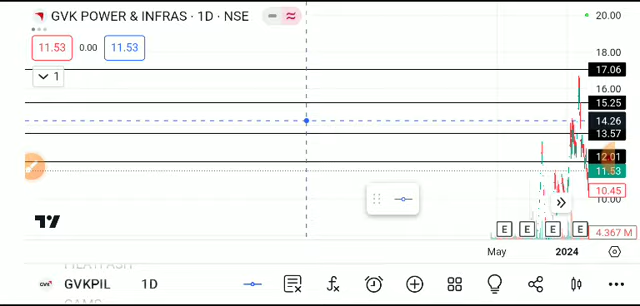 GVK POWER & INFRAS · 1D · NSE
11.53 0.00 11.53
1
20.00
18.00
17.06
16.00
15.25
14.26
13.57
12.01
11.53
10.45
10.00
4.367 M
E E E E
May 2024
GVKPIL 1D